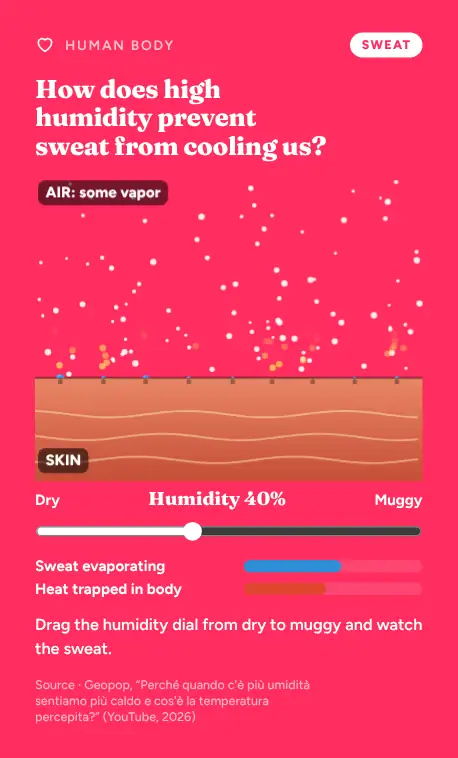 HUMAN BODY
SWEAT
How does high
humidity prevent
sweat from cooling us?
AIR: some vapor
SKIN
Dry
Humidity 40%
Muggy
Sweat evaporating
Heat trapped in body
Drag the humidity dial from dry to muggy and watch
the sweat.
Source · Geopop, “Perché quando c'è più umidità
sentiamo più caldo e cos'è la temperatura
percepita?” (YouTube, 2026)